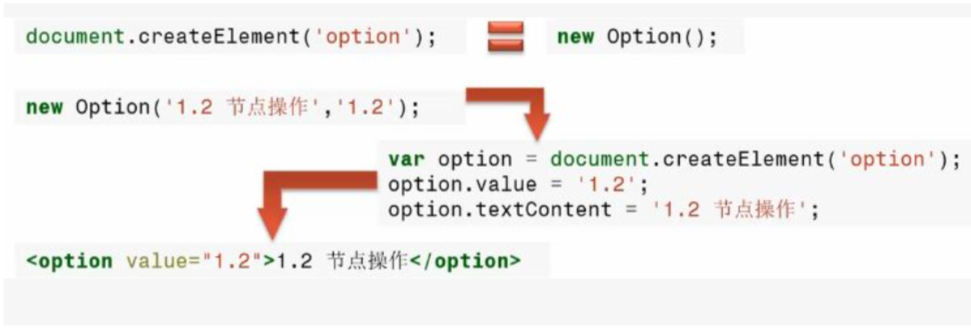 document.createElement('option');
new Option();
new Option('1.2 节点操作','1.2');
var option = document.createElement('option');
option.value = '1.2';
option.textContent = '1.2 节点操作';
<option value="1.2">1.2 节点操作</option>